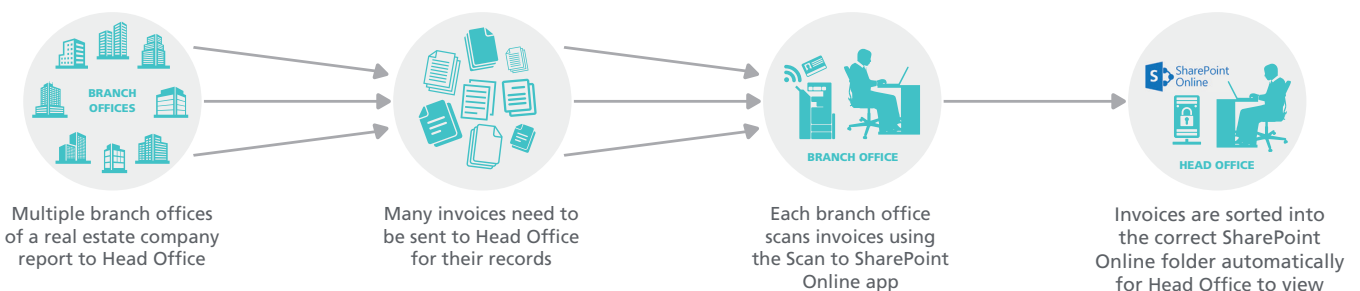 BRANCH
OFFICES
Multiple branch offices
of a real estate company
report to Head Office
Many invoices need to
be sent to Head Office
for their records
BRANCH OFFICE
Each branch office
scans invoices using
the Scan to SharePoint
Online app
S SharePoint
Online
HEAD OFFICE
Invoices are sorted into
the correct SharePoint
Online folder automatically
for Head Office to view